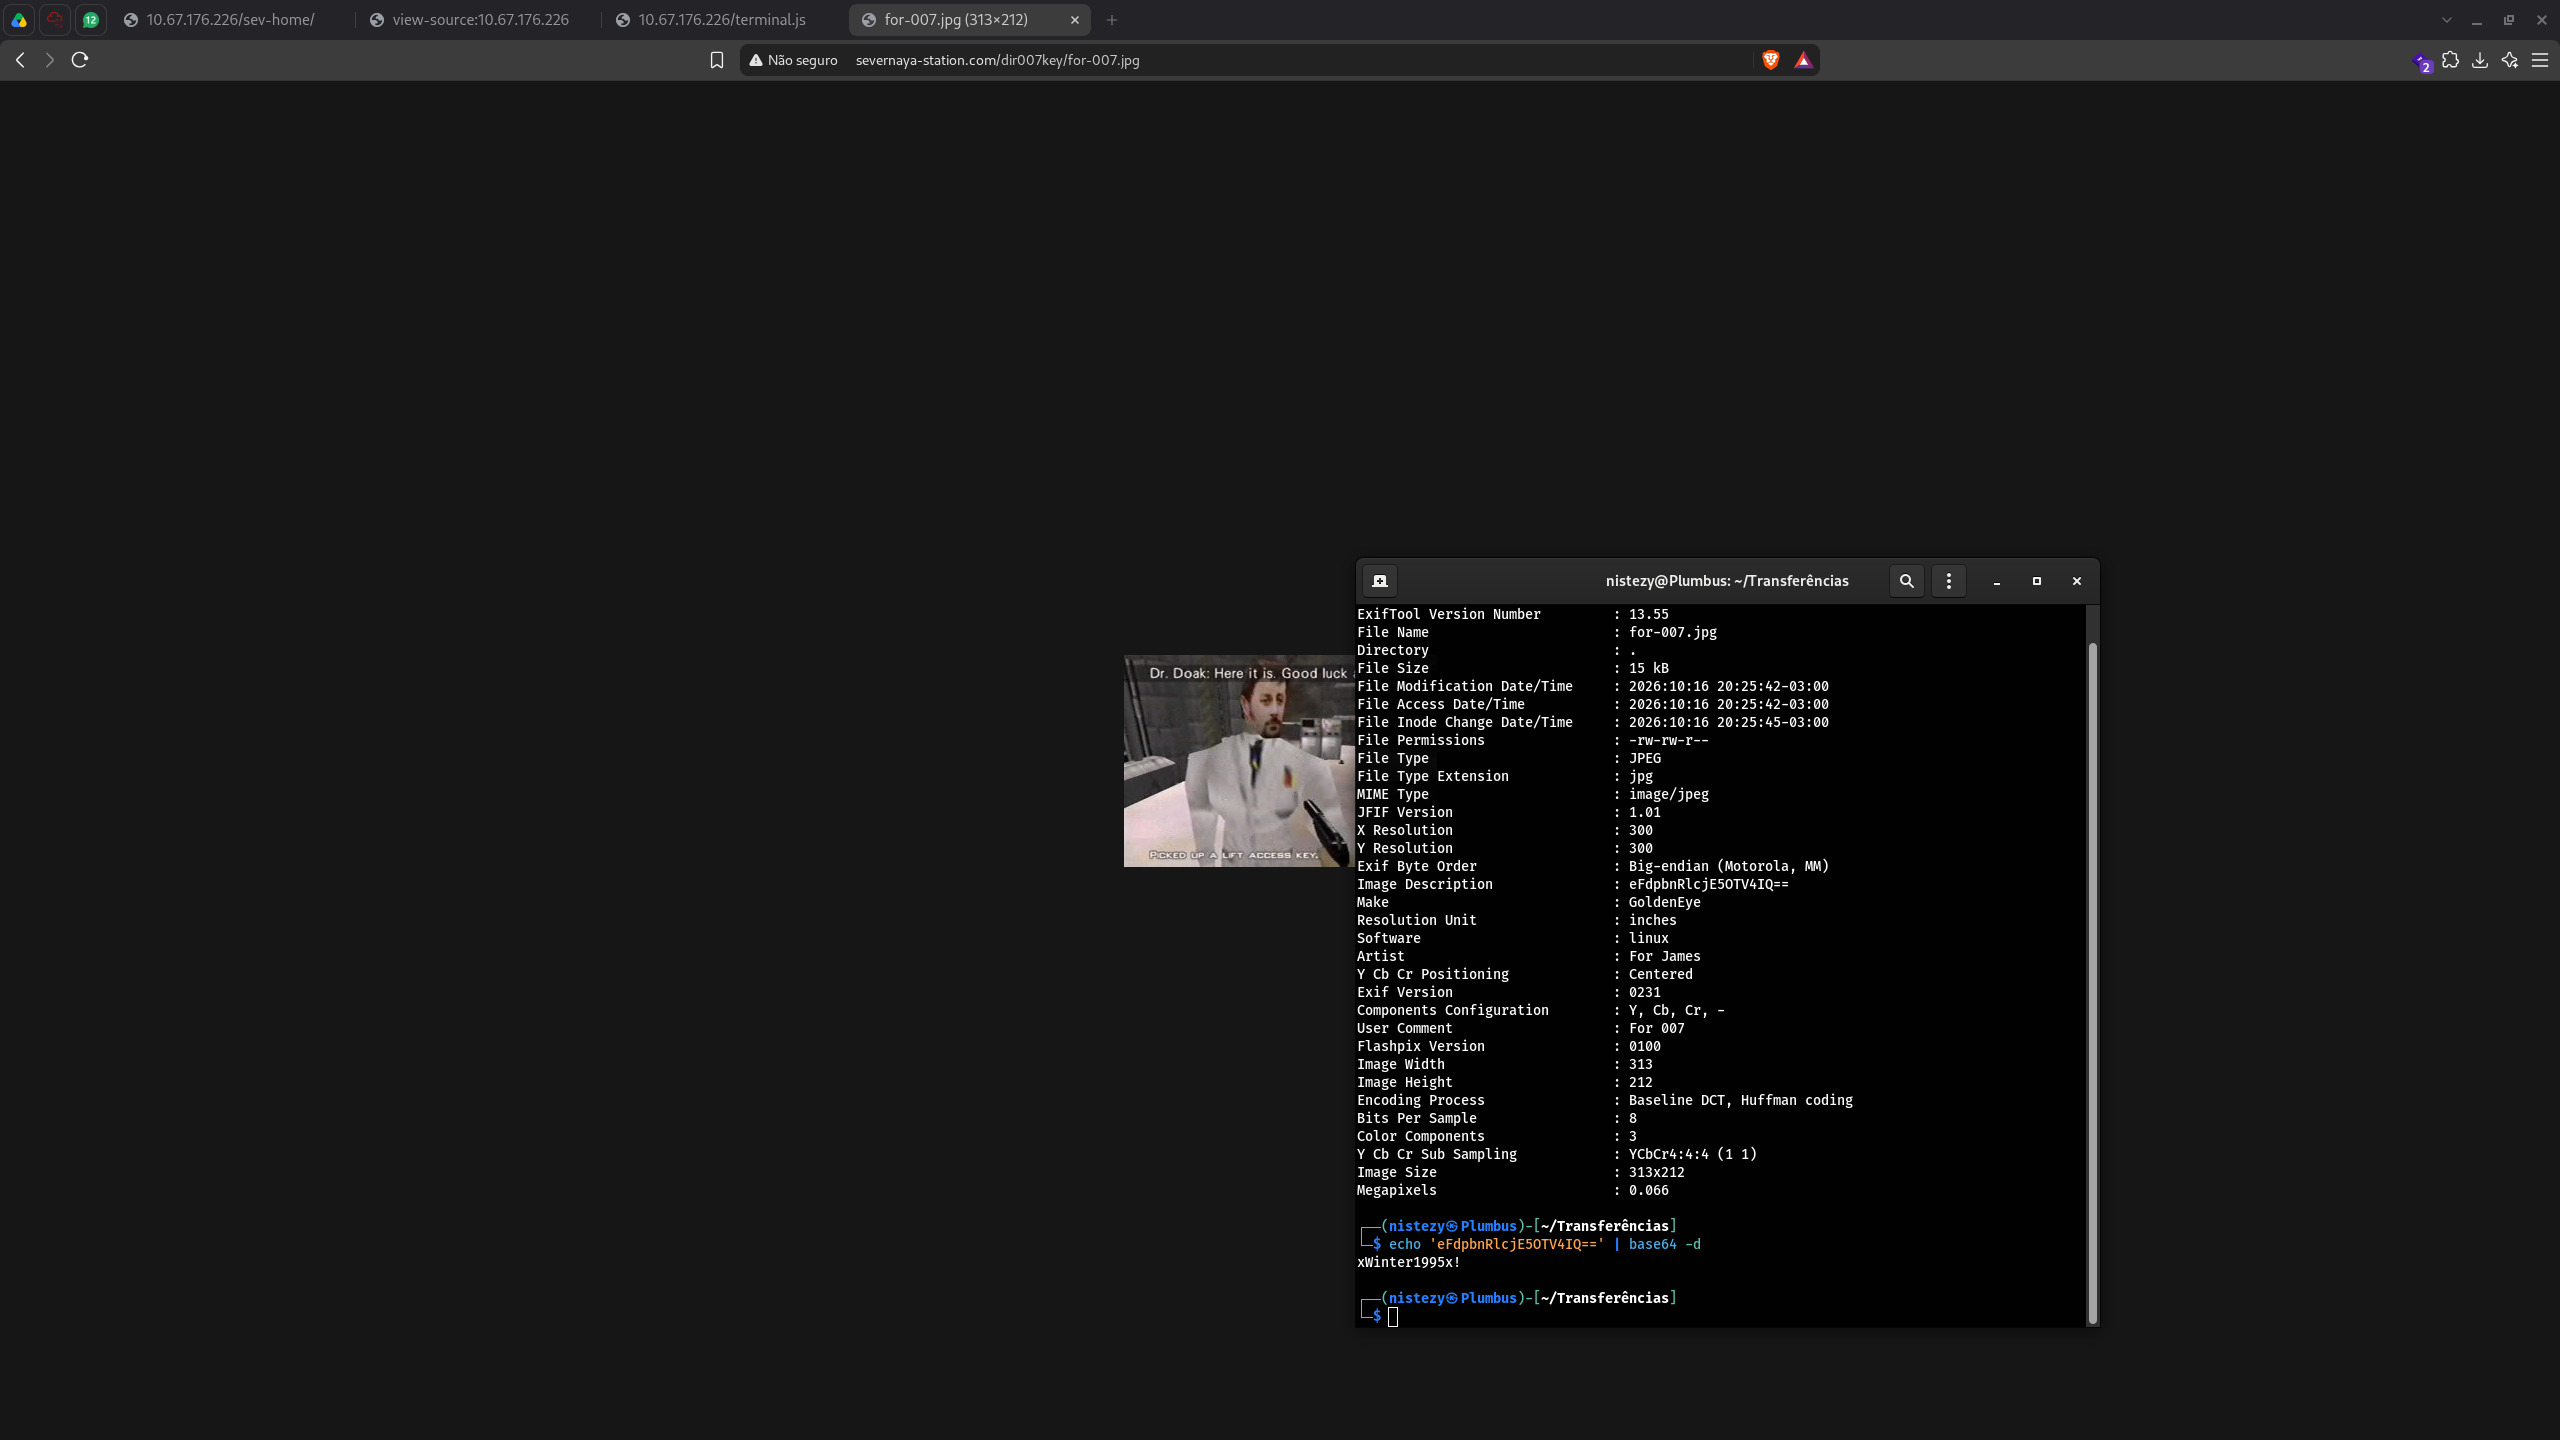 12
10.67.176.226/sev-home/
view-source:10.67.176.226
10.67.176.226/terminal.js
for-007.jpg (313×212)
Não seguro
severnaya-station.com/dir007key/for-007.jpg
2
nistezy@Plumbus: ~/Transferências
ExifTool Version Number : 13.55
File Name : for-007.jpg
Directory : .
File Size : 15 kB
File Modification Date/Time : 2026:10:16 20:25:42-03:00
File Access Date/Time : 2026:10:16 20:25:42-03:00
File Inode Change Date/Time : 2026:10:16 20:25:45-03:00
File Permissions : -rw-rw-r--
File Type : JPEG
File Type Extension : jpg
MIME Type : image/jpeg
JFIF Version : 1.01
X Resolution : 300
Y Resolution : 300
Exif Byte Order : Big-endian (Motorola, MM)
Image Description : eFdpbnRlcjE5OTV4IQ==
Make : GoldenEye
Resolution Unit : inches
Software : linux
Artist : For James
Y Cb Cr Positioning : Centered
Exif Version : 0231
Components Configuration : Y, Cb, Cr, -
User Comment : For 007
Flashpix Version : 0100
Image Width : 313
Image Height : 212
Encoding Process : Baseline DCT, Huffman coding
Bits Per Sample : 8
Color Components : 3
Y Cb Cr Sub Sampling : YCbCr4:4:4 (1 1)
Image Size : 313x212
Megapixels : 0.066
┌──(nistezy㉿Plumbus)-[~/Transferências]
└─$ echo 'eFdpbnRlcjE5OTV4IQ==' | base64 -d
xWinter1995x!
┌──(nistezy㉿Plumbus)-[~/Transferências]
└─$
Dr. Doak: Here it is. Good luck
PICKED UP A LIFT ACCESS KEY.